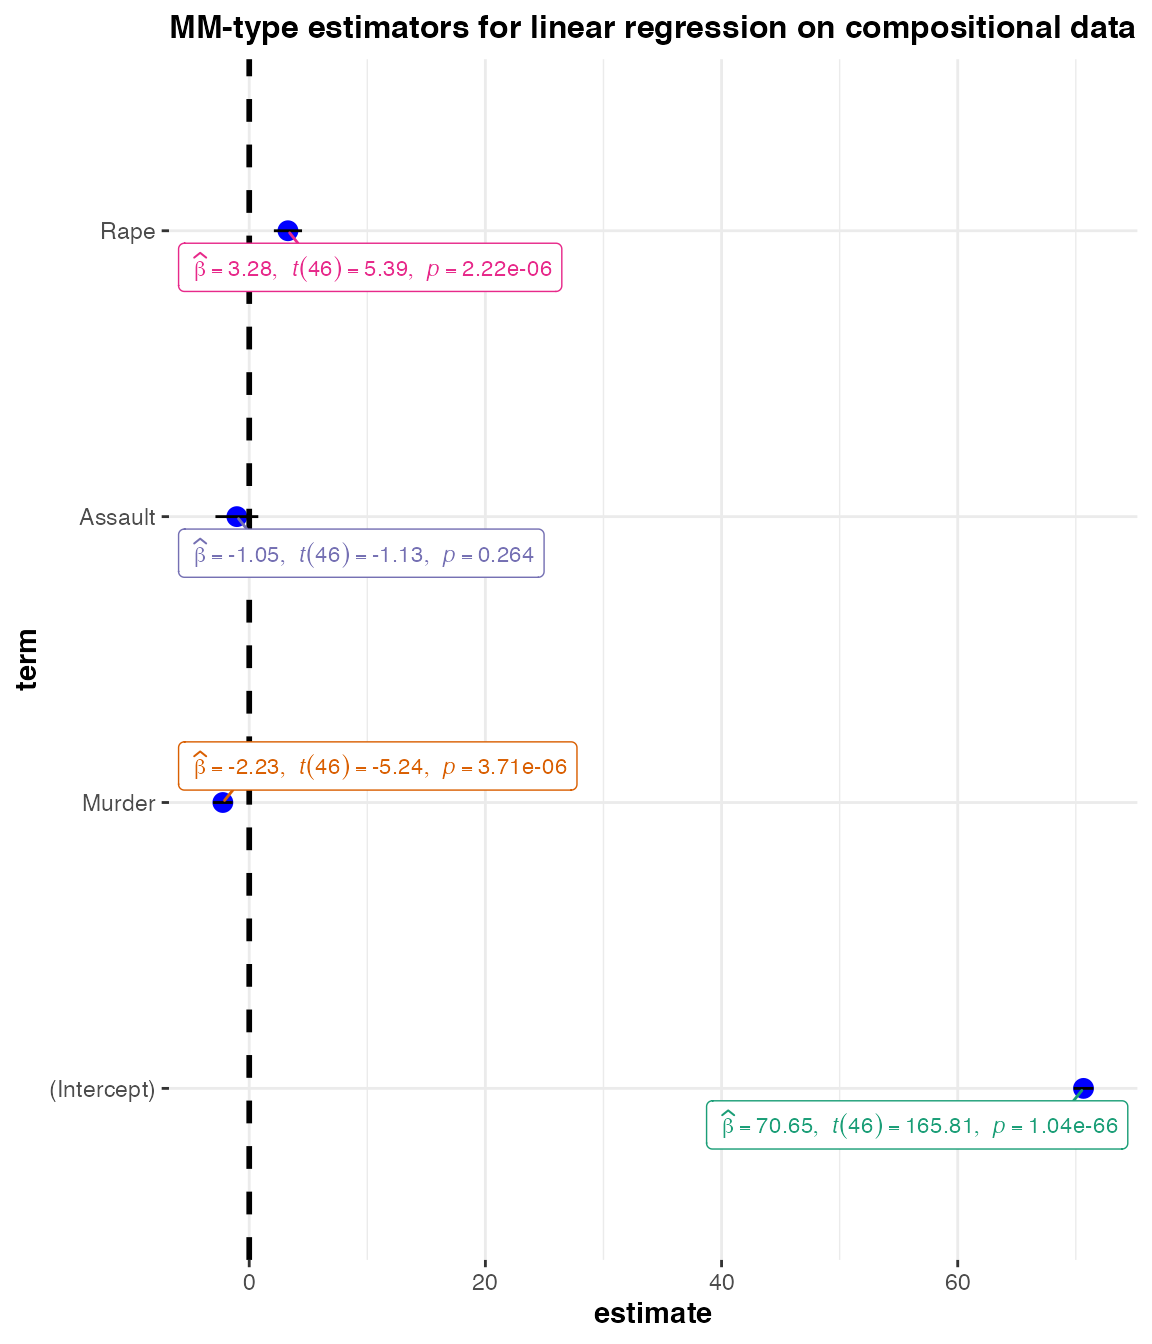 MM-type estimators for linear regression on compositional data
Rape
β̂ = 3.28, t(46) = 5.39, p = 2.22e-06
Assault
β̂ = -1.05, t(46) = -1.13, p = 0.264
term
β̂ = -2.23, t(46) = -5.24, p = 3.71e-06
Murder
(Intercept)
β̂ = 70.65, t(46) = 165.81, p = 1.04e-66
0 20 40 60
estimate